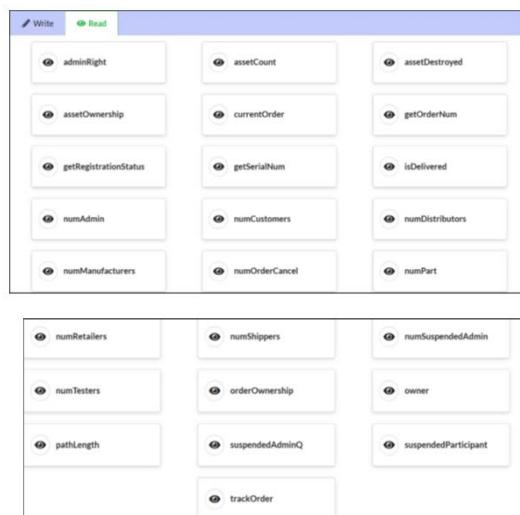 Write Read
adminRight assetCount assetDestroyed
assetOwnership currentOrder getOrderNum
getRegistrationStatus getSerialNum isDelivered
numAdmin numCustomers numDistributors
numManufacturers numOrderCancel numPart
numRetailers numShippers numSuspendedAdmin
numTesters orderOwnership owner
pathLength suspendedAdminQ suspendedParticipant
trackOrder